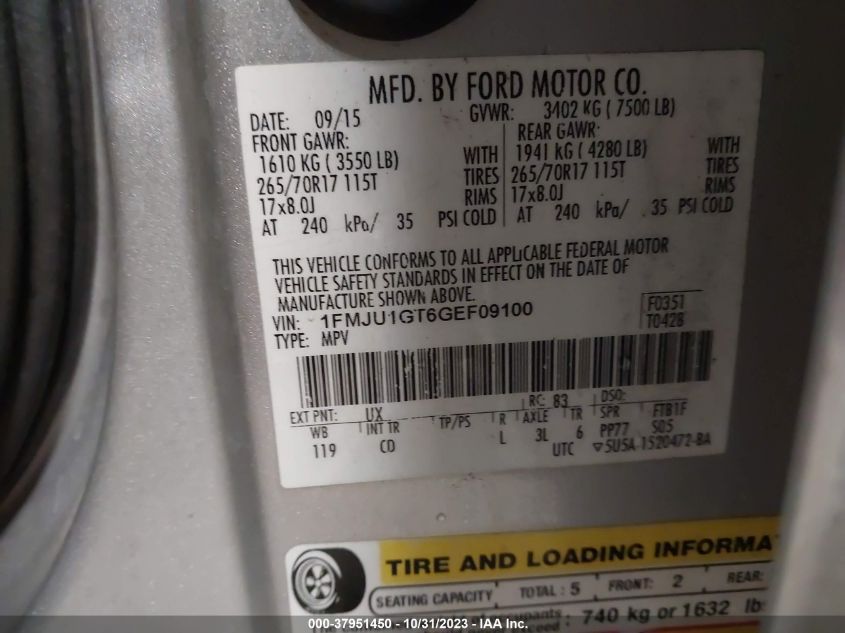 MFD. BY FORD MOTOR CO.
DATE: 09/15 GVWR: 3402 KG ( 7500 LB)
FRONT GAWR: REAR GAWR:
1610 KG ( 3550 LB) WITH 1941 kG ( 4280 LB) WITH
265/70R17 115T TIRES 265/70R17 115T TIRES
17x8.0J RIMS 17x8.0J RIMS
AT 240 kPa/ 35 PSI COLD AT 240 kPa/ 35 PSI COLD
THIS VEHICLE CONFORMS TO ALL APPLICABLE FEDERAL MOTOR
VEHICLE SAFETY STANDARDS IN EFFECT ON THE DATE OF
MANUFACTURE SHOWN ABOVE.
VIN: 1FMJU1GT6GEF09100 F0351
TYPE: MPV T0428
EXT PNT: UX RC: 83 DSO:
WB INT TR TP/PS R AXLE TR SPR FTB1F
119 CD L 3L 6 PP77 S05
UTC ▽5U5A-1520472-BA
TIRE AND LOADING INFORMA
SEATING CAPACITY TOTAL: 5 FRONT: 2 REAR:
occupants : 740 kg or 1632 lb
000-37951450 - 10/31/2023 - IAA Inc.